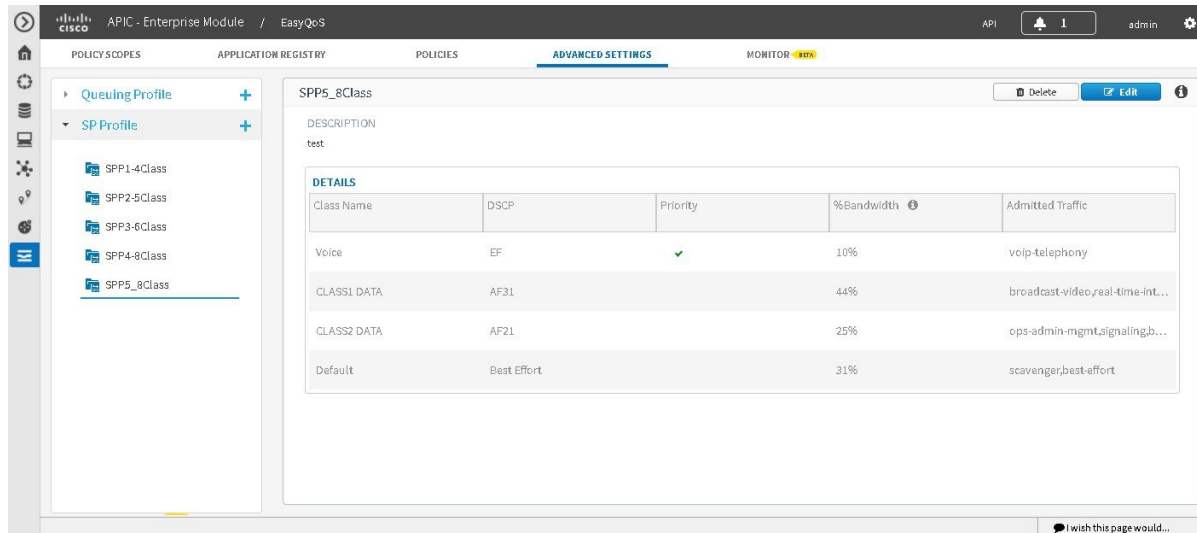 cisco APIC - Enterprise Module / EasyQoS API 1 admin
POLICY SCOPES APPLICATION REGISTRY POLICIES ADVANCED SETTINGS MONITOR BETA
Queuing Profile +
SP Profile +
SPP1-4Class
SPP2-5Class
SPP3-6Class
SPP4-8Class
SPP5_8Class
SPP5_8Class Delete Edit
DESCRIPTION
test
DETAILS
Class Name DSCP Priority %Bandwidth Admitted Traffic
Voice EF ✔ 10% voip-telephony
CLASS1 DATA AF31 44% broadcast-video,real-time-int...
CLASS2 DATA AF21 25% ops-admin-mgmt,signaling,b...
Default Best Effort 31% scavenger,best-effort
I wish this page would...